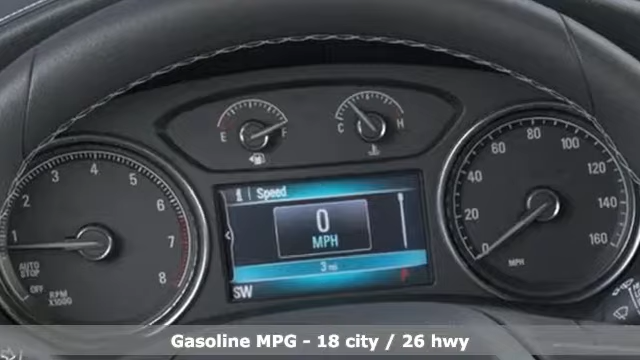 E F
C H
1 2 3 4 5 6 7 8
AUTO
STOP
OFF
RPM
X1000
Speed
0
MPH
3 mi
SW
P
0 20 40 60 80 100 120 140 160
MPH
Gasoline MPG - 18 city / 26 hwy